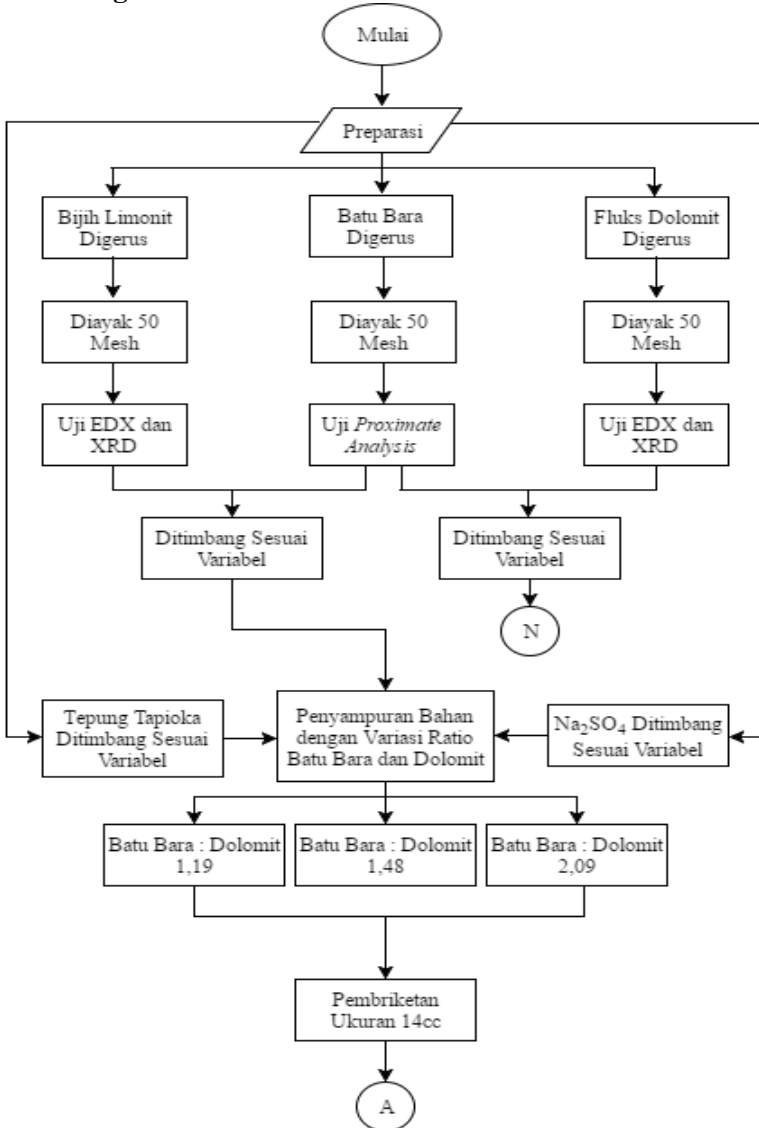 Mulai
Preparasi
Bijih Limonit
Digerus
Batu Bara
Digerus
Fluks Dolomit
Digerus
Diayak 50
Mesh
Diayak 50
Mesh
Diayak 50
Mesh
Uji EDX dan
XRD
Uji Proximate
Analysis
Uji EDX dan
XRD
Ditimbang Sesuai
Variabel
Ditimbang Sesuai
Variabel
N
Tepung Tapioka
Ditimbang Sesuai
Variabel
Penyampuran Bahan
dengan Variasi Ratio
Batu Bara dan Dolomit
Na₂SO₄ Ditimbang
Sesuai Variabel
Batu Bara : Dolomit
1,19
Batu Bara : Dolomit
1,48
Batu Bara : Dolomit
2,09
Pembriketan
Ukuran 14cc
A